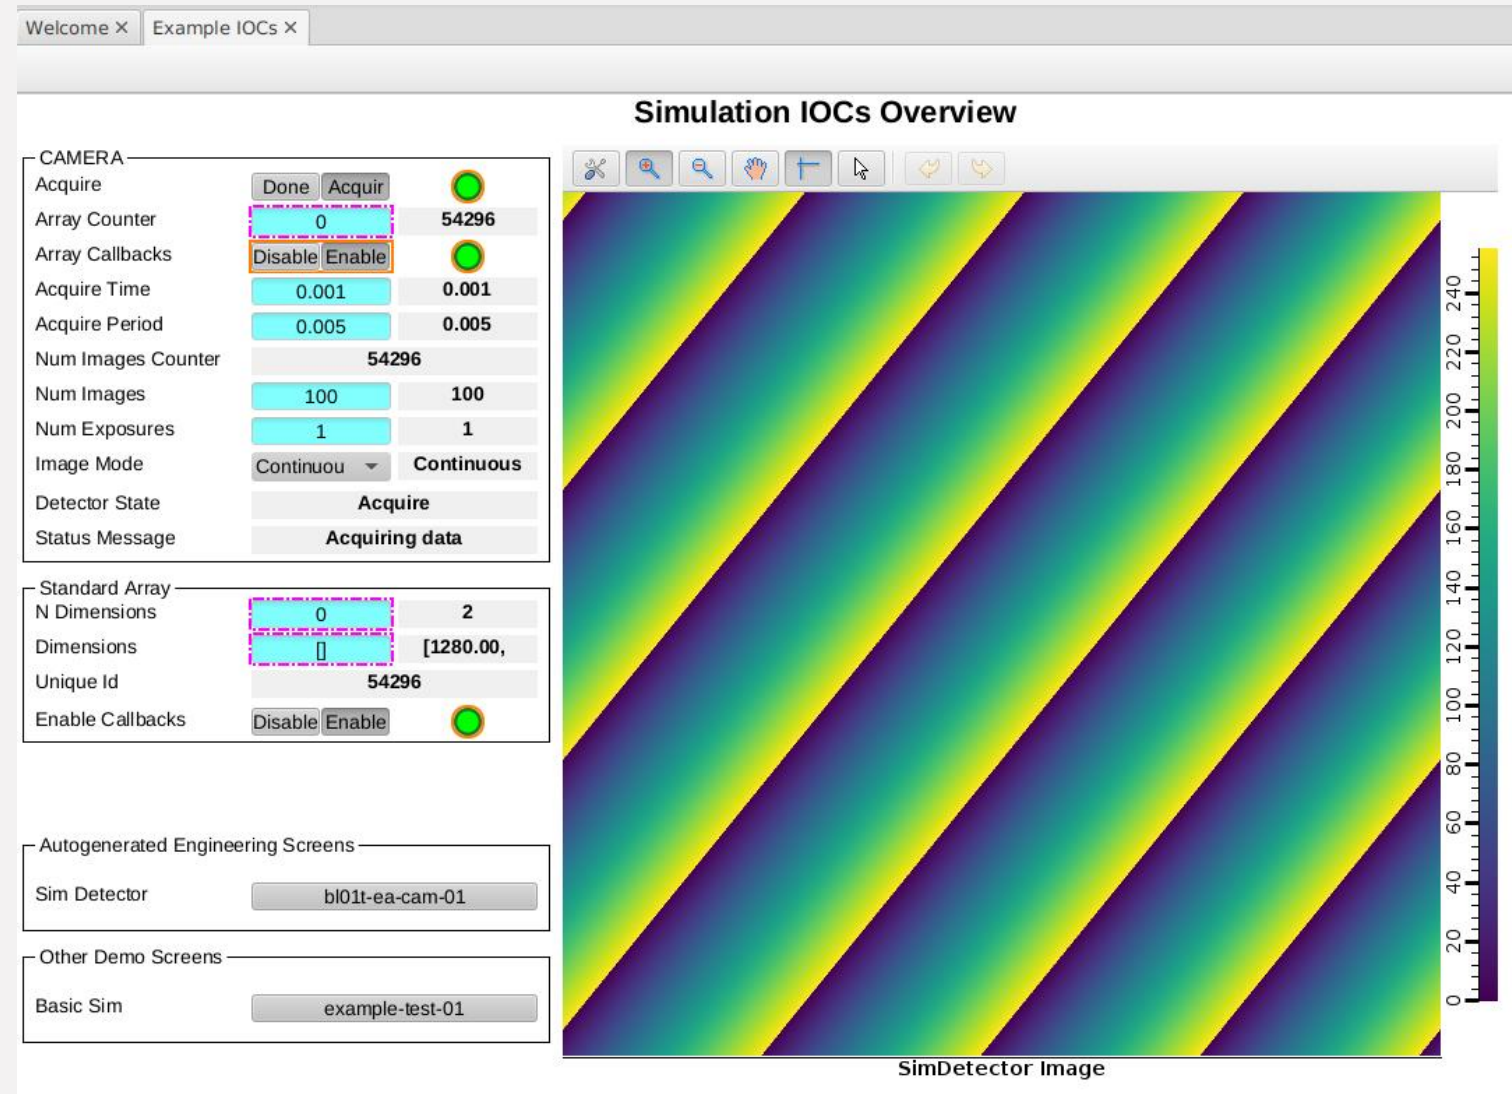 Welcome ×
Example IOCs ×
Simulation IOCs Overview
CAMERA
Acquire Done Acquir
Array Counter 0 54296
Array Callbacks Disable Enable
Acquire Time 0.001 0.001
Acquire Period 0.005 0.005
Num Images Counter 54296
Num Images 100 100
Num Exposures 1 1
Image Mode Continuou Continuous
Detector State Acquire
Status Message Acquiring data
Standard Array
N Dimensions 0 2
Dimensions [] [1280.00,
Unique Id 54296
Enable Callbacks Disable Enable
Autogenerated Engineering Screens
Sim Detector bl01t-ea-cam-01
Other Demo Screens
Basic Sim example-test-01
240
220
200
180
160
140
120
100
80
60
40
20
0
SimDetector Image